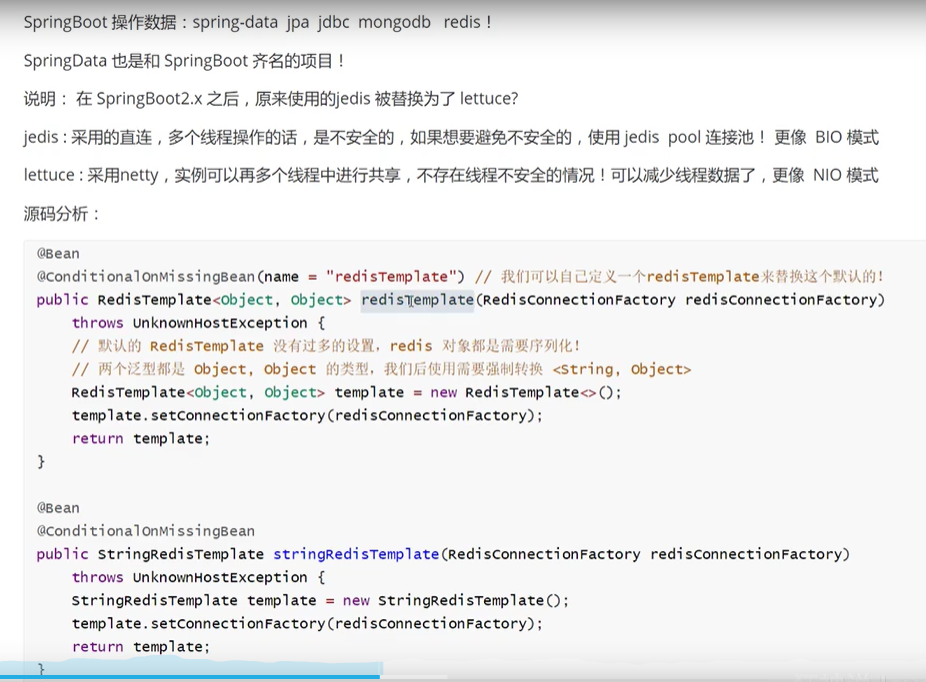 SpringBoot 操作数据：spring-data jpa jdbc mongodb redis！
SpringData 也是和 SpringBoot 齐名的项目！
说明： 在 SpringBoot2.x 之后，原来使用的jedis 被替换为了 lettuce?
jedis : 采用的直连，多个线程操作的话，是不安全的，如果想要避免不安全的，使用 jedis pool 连接池！ 更像 BIO 模式
lettuce : 采用netty，实例可以再多个线程中进行共享，不存在线程不安全的情况！可以减少线程数据了，更像 NIO 模式
源码分析：
@Bean
@ConditionalOnMissingBean(name = "redisTemplate") // 我们可以自己定义一个redisTemplate来替换这个默认的！
public RedisTemplate<Object, Object> redisTemplate(RedisConnectionFactory redisConnectionFactory)
throws UnknownHostException {
// 默认的 RedisTemplate 没有过多的设置，redis 对象都是需要序列化！
// 两个泛型都是 Object, Object 的类型，我们后使用需要强制转换 <String, Object>
RedisTemplate<Object, Object> template = new RedisTemplate<>();
template.setConnectionFactory(redisConnectionFactory);
return template;
}
@Bean
@ConditionalOnMissingBean
public StringRedisTemplate stringRedisTemplate(RedisConnectionFactory redisConnectionFactory)
throws UnknownHostException {
StringRedisTemplate template = new StringRedisTemplate();
template.setConnectionFactory(redisConnectionFactory);
return template;
}